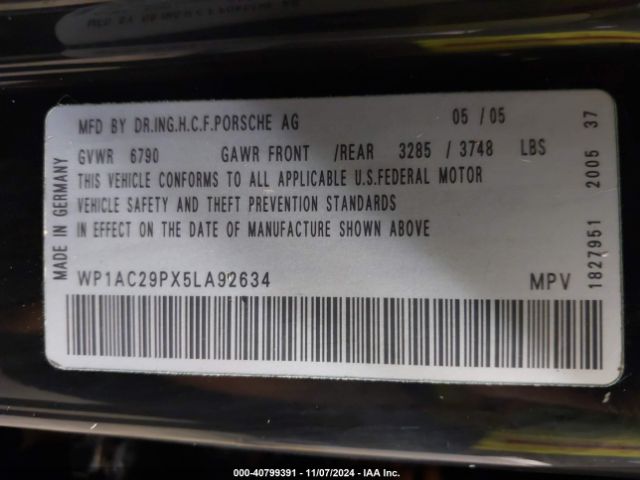 MFD BY DR.ING.H.C.F.PORSCHE AG 05 / 05
GVWR 6790 GAWR FRONT /REAR 3285 / 3748 LBS
THIS VEHICLE CONFORMS TO ALL APPLICABLE U.S.FEDERAL MOTOR
VEHICLE SAFETY AND THEFT PREVENTION STANDARDS
IN EFFECT ON THE DATE OF MANUFACTURE SHOWN ABOVE
WP1AC29PX5LA92634 MPV
MADE IN GERMANY
1827951 2005 37
000-40799391 - 11/07/2024 - IAA Inc.